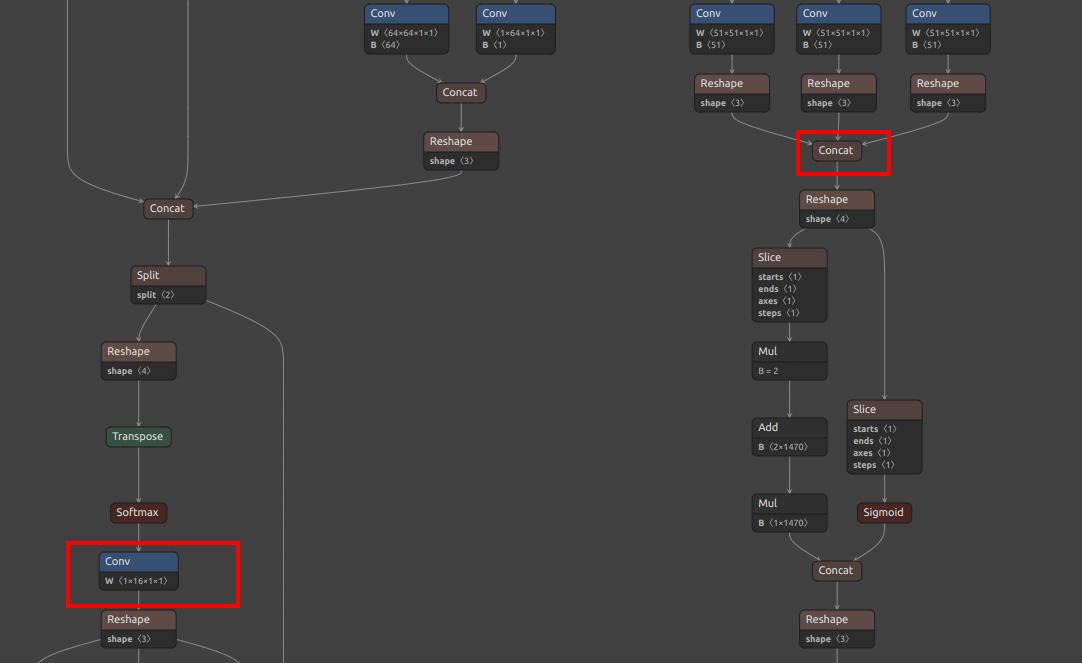 Conv
W ⟨64×64×1×1⟩
B ⟨64⟩
Conv
W ⟨1×64×1×1⟩
B ⟨1⟩
Concat
Reshape
shape ⟨3⟩
Concat
Split
split ⟨2⟩
Reshape
shape ⟨4⟩
Transpose
Softmax
Conv
W ⟨1×16×1×1⟩
Reshape
shape ⟨3⟩
Conv
W ⟨51×51×1×1⟩
B ⟨51⟩
Conv
W ⟨51×51×1×1⟩
B ⟨51⟩
Conv
W ⟨51×51×1×1⟩
B ⟨51⟩
Reshape
shape ⟨3⟩
Reshape
shape ⟨3⟩
Reshape
shape ⟨3⟩
Concat
Reshape
shape ⟨4⟩
Slice
starts ⟨1⟩
ends ⟨1⟩
axes ⟨1⟩
steps ⟨1⟩
Mul
B = 2
Add
B ⟨2×1470⟩
Mul
B ⟨1×1470⟩
Slice
starts ⟨1⟩
ends ⟨1⟩
axes ⟨1⟩
steps ⟨1⟩
Sigmoid
Concat
Reshape
shape ⟨3⟩